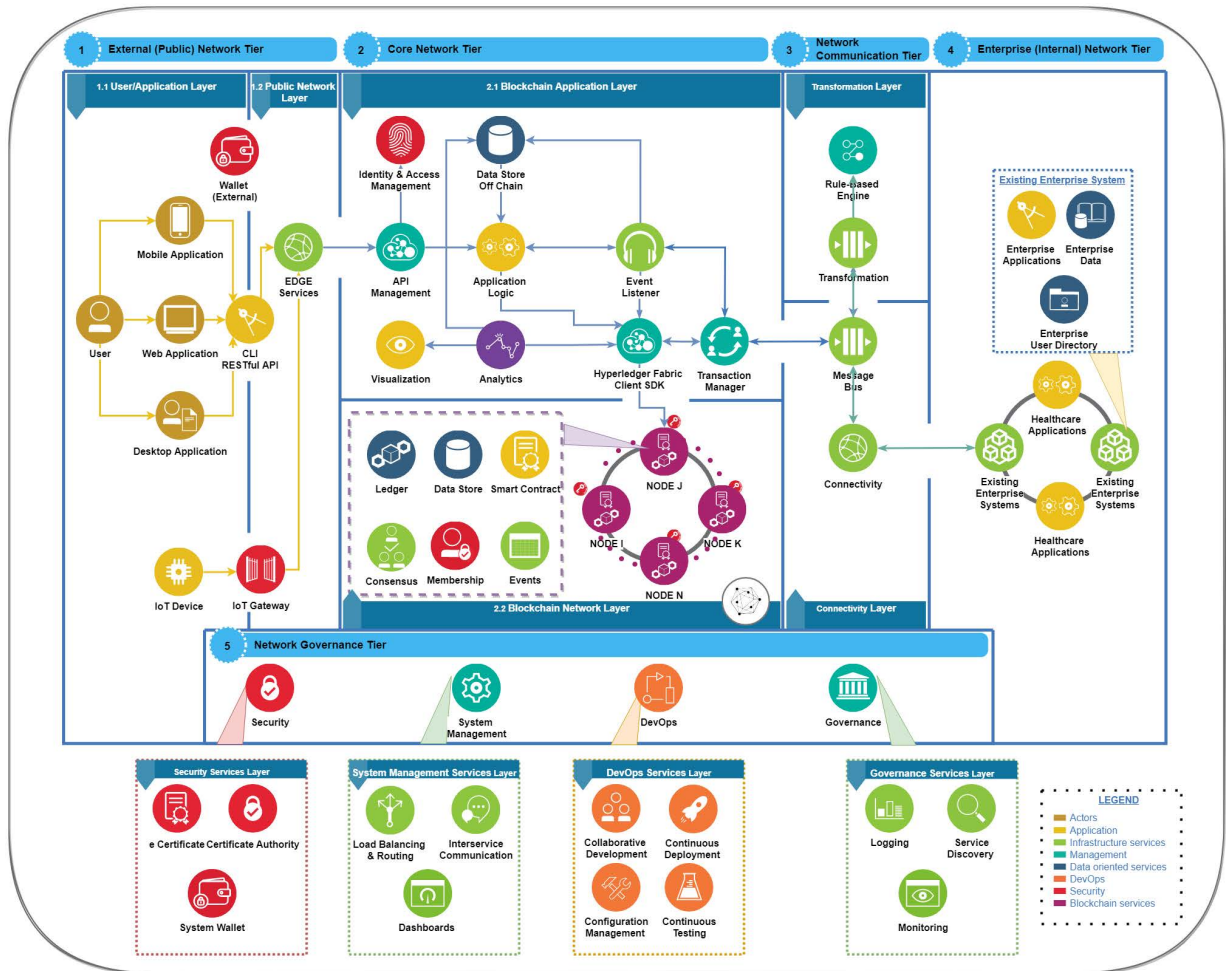 1 External (Public) Network Tier
2 Core Network Tier
3 Network
Communication Tier
4 Enterprise (Internal) Network Tier
1.1 User/Application Layer
1.2 Public Network
Layer
2.1 Blockchain Application Layer
Transformation Layer
Wallet
(External)
Identity & Access
Management
Data Store
Off Chain
Rule-Based
Engine
Existing Enterprise System
Enterprise
Applications
Enterprise
Data
Enterprise
User Directory
Mobile Application
EDGE
Services
API
Management
Application
Logic
Event
Listener
Transformation
User
Web Application
CLI
RESTful API
Visualization
Analytics
Hyperledger Fabric
Client SDK
Transaction
Manager
Message
Bus
Desktop Application
Healthcare
Applications
Ledger
Data Store
Smart Contract
NODE J
NODE I
NODE K
NODE N
Connectivity
Existing
Enterprise
Systems
Existing
Enterprise
Systems
Healthcare
Applications
Consensus
Membership
Events
IoT Device
IoT Gateway
2.2 Blockchain Network Layer
Connectivity Layer
5 Network Governance Tier
Security
System
Management
DevOps
Governance
Security Services Layer
e Certificate
Certificate Authority
System Wallet
System Management Services Layer
Load Balancing
& Routing
Interservice
Communication
Dashboards
DevOps Services Layer
Collaborative
Development
Continuous
Deployment
Configuration
Management
Continuous
Testing
Governance Services Layer
Logging
Service
Discovery
Monitoring
LEGEND
Actors
Application
Infrastructure services
Management
Data oriented services
DevOps
Security
Blockchain services